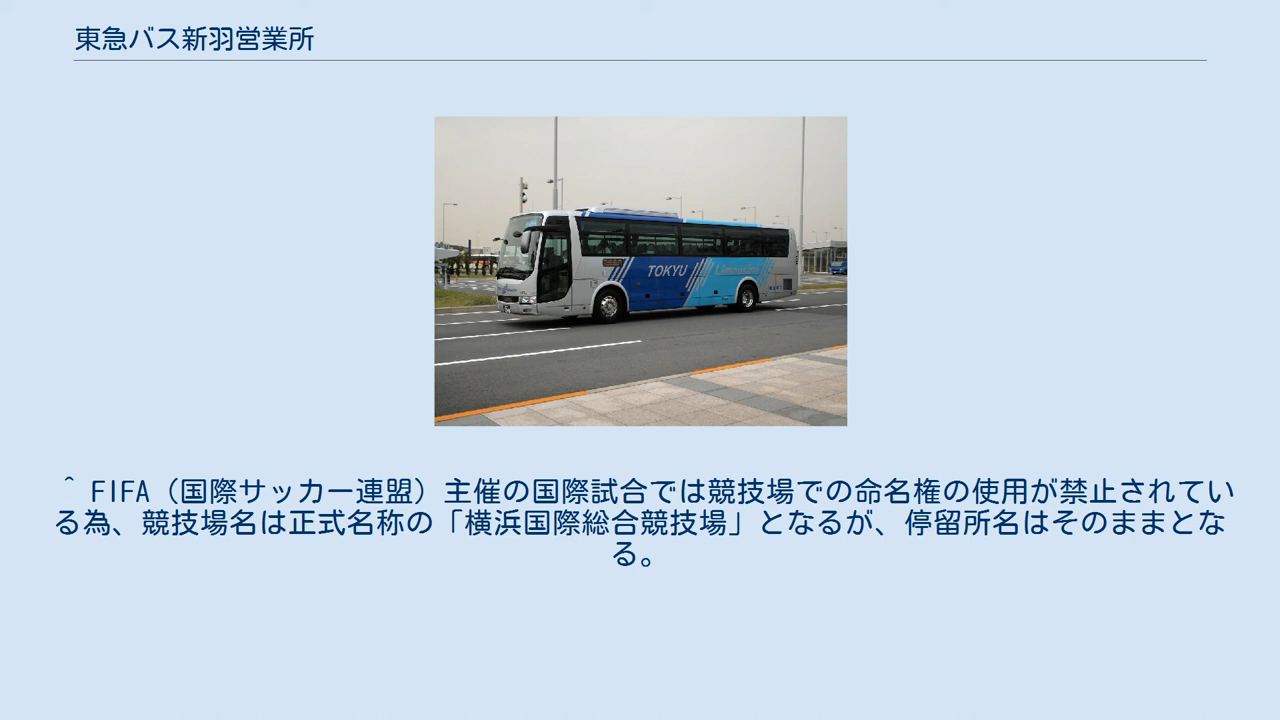 東急バス新羽営業所
TOKYU
Limousine
^ FIFA（国際サッカー連盟）主催の国際試合では競技場での命名権の使用が禁止されてい
る為、競技場名は正式名称の「横浜国際総合競技場」となるが、停留所名はそのままとな
る。